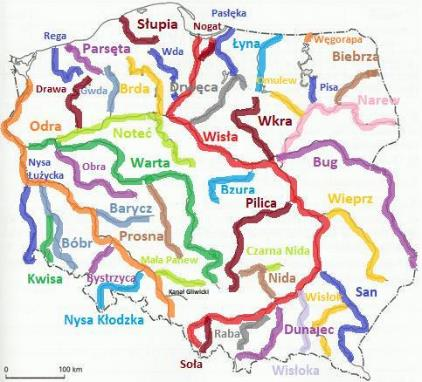 Pasłęka
Słupia
Nogat
Rega
Parsęta
Wda
Łyna
Węgorapa
Biebrza
Drawa
Gwda
Brda
Drwęca
Omulew
Pisa
Narew
Odra
Noteć
Wisła
Wkra
Nysa
Łużycka
Obra
Warta
Bug
Bzura
Barycz
Pilica
Wieprz
Bóbr
Prosna
Czarna Nida
Kwisa
Bystrzyca
Mała Panew
Kanał Gliwicki
Nida
San
Nysa Kłodzka
Wisłok
Raba
Dunajec
Soła
Wisłoka
0
100 km